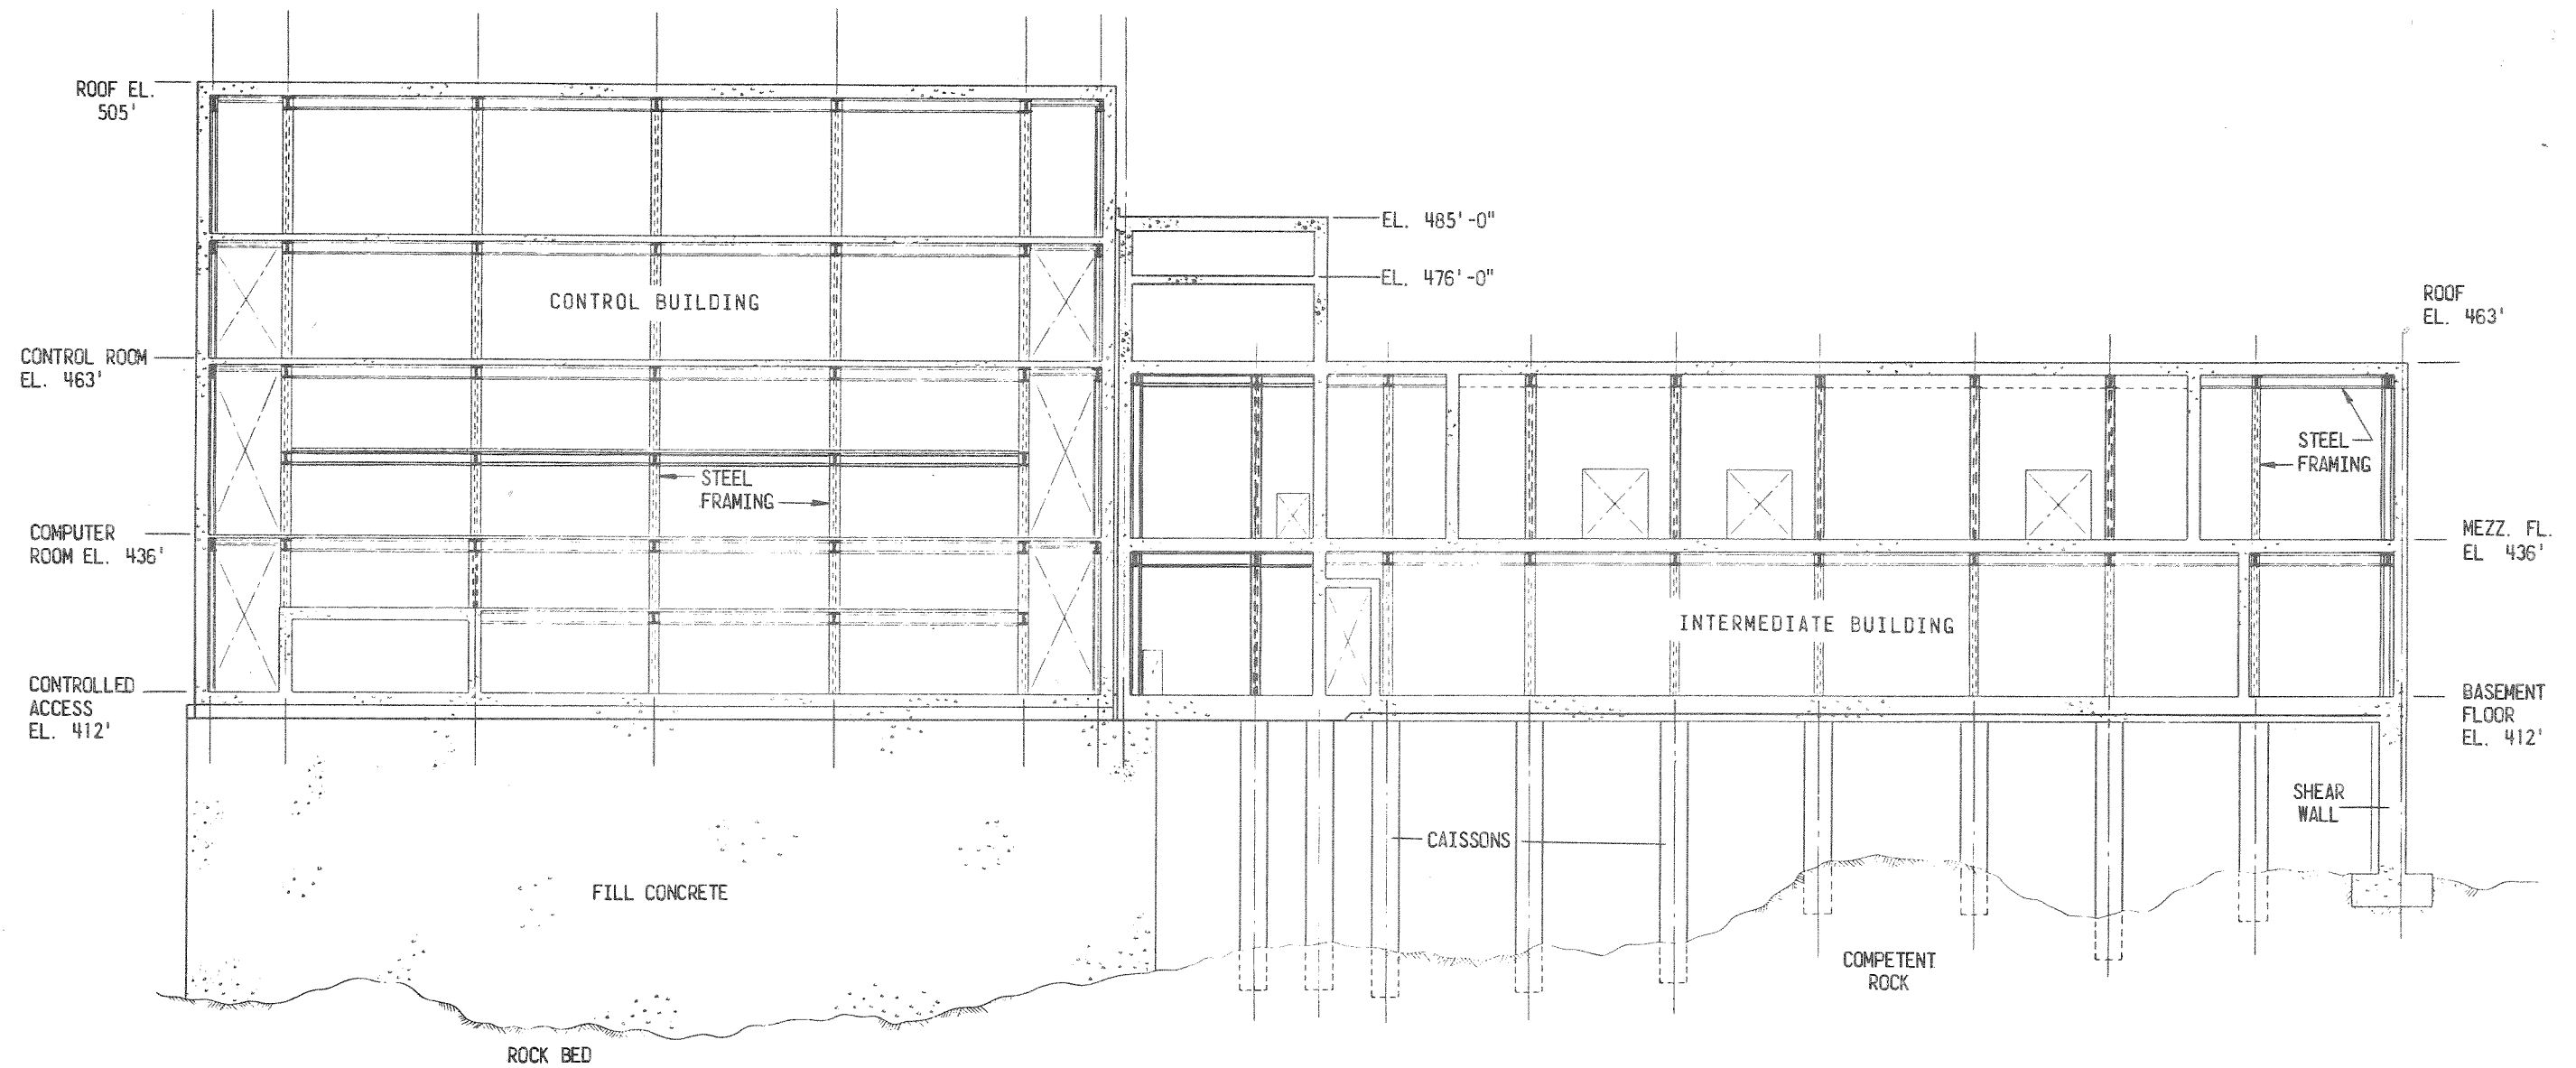 ROOF EL.
505'
EL. 485'-0"
EL. 476'-0"
CONTROL BUILDING
ROOF
EL. 463'
CONTROL ROOM
EL. 463'
STEEL
FRAMING
STEEL
FRAMING
COMPUTER
ROOM EL. 436'
MEZZ. FL.
EL 436'
INTERMEDIATE BUILDING
CONTROLLED
ACCESS
EL. 412'
BASEMENT
FLOOR
EL. 412'
SHEAR
WALL
CAISSONS
FILL CONCRETE
COMPETENT
ROCK
ROCK BED